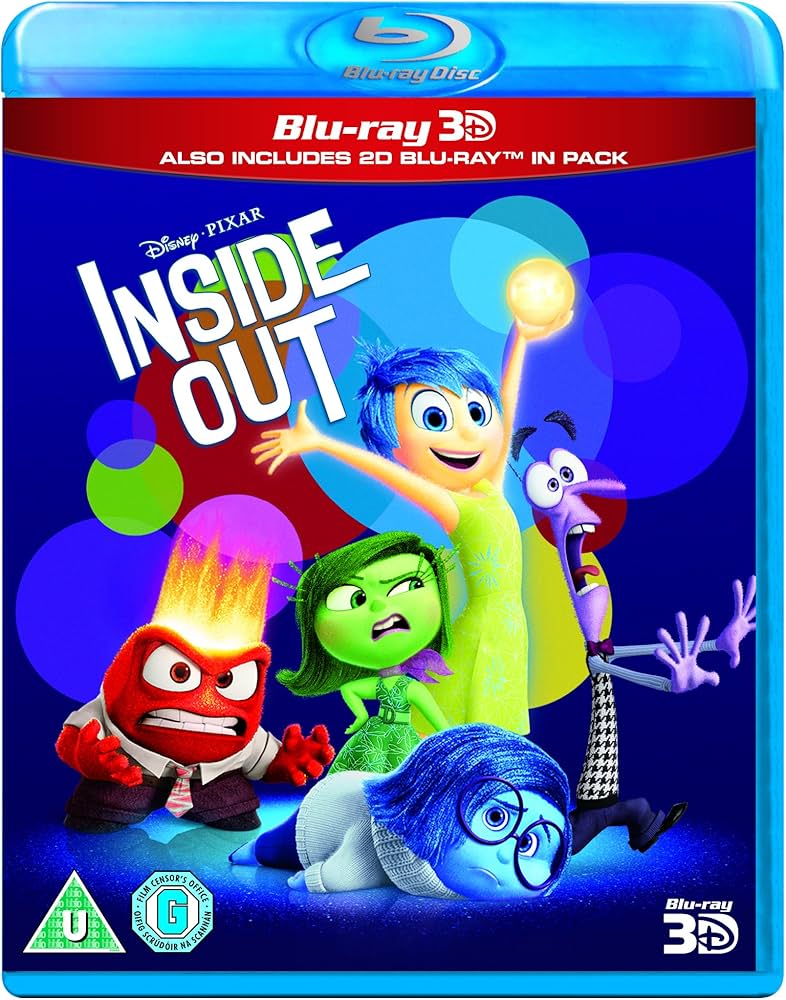 Blu-ray Disc
Blu-ray 3D
ALSO INCLUDES 2D BLU-RAY™ IN PACK
DISNEY · PIXAR
INSIDE
OUT
U
FILM CENSOR'S OFFICE
G
OIFIG SCRÚDÓIR NA SCANNÁN
Blu-ray
3D